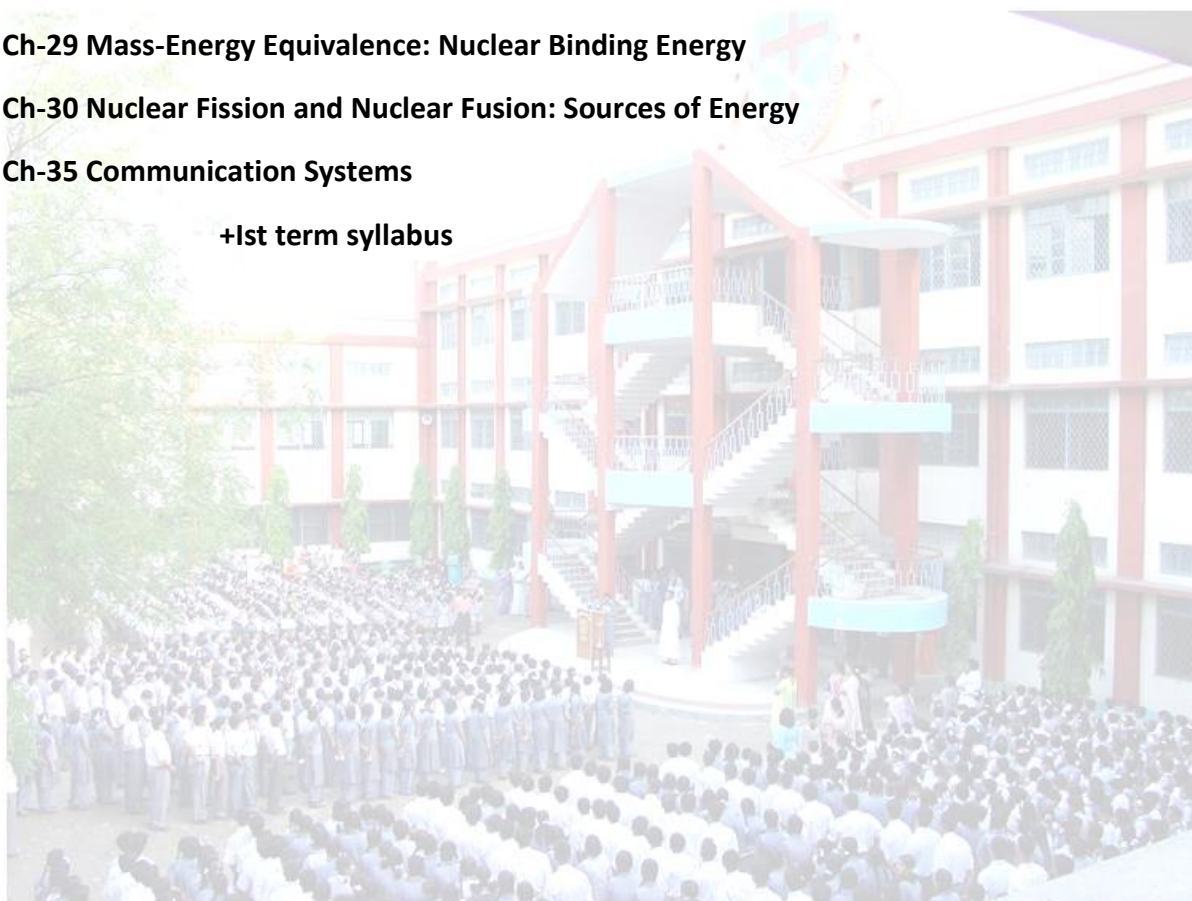 Ch-29 Mass-Energy Equivalence: Nuclear Binding Energy
Ch-30 Nuclear Fission and Nuclear Fusion: Sources of Energy
Ch-35 Communication Systems
+Ist term syllabus